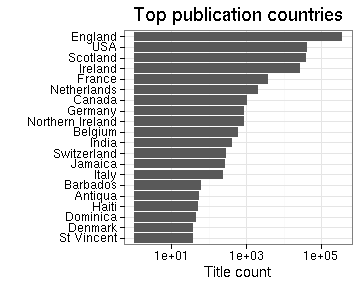 Top publication countries
England
USA
Scotland
Ireland
France
Netherlands
Canada
Germany
Northern Ireland
Belgium
India
Switzerland
Jamaica
Italy
Barbados
Antigua
Haiti
Dominica
Denmark
St Vincent
1e+01 1e+03 1e+05
Title count